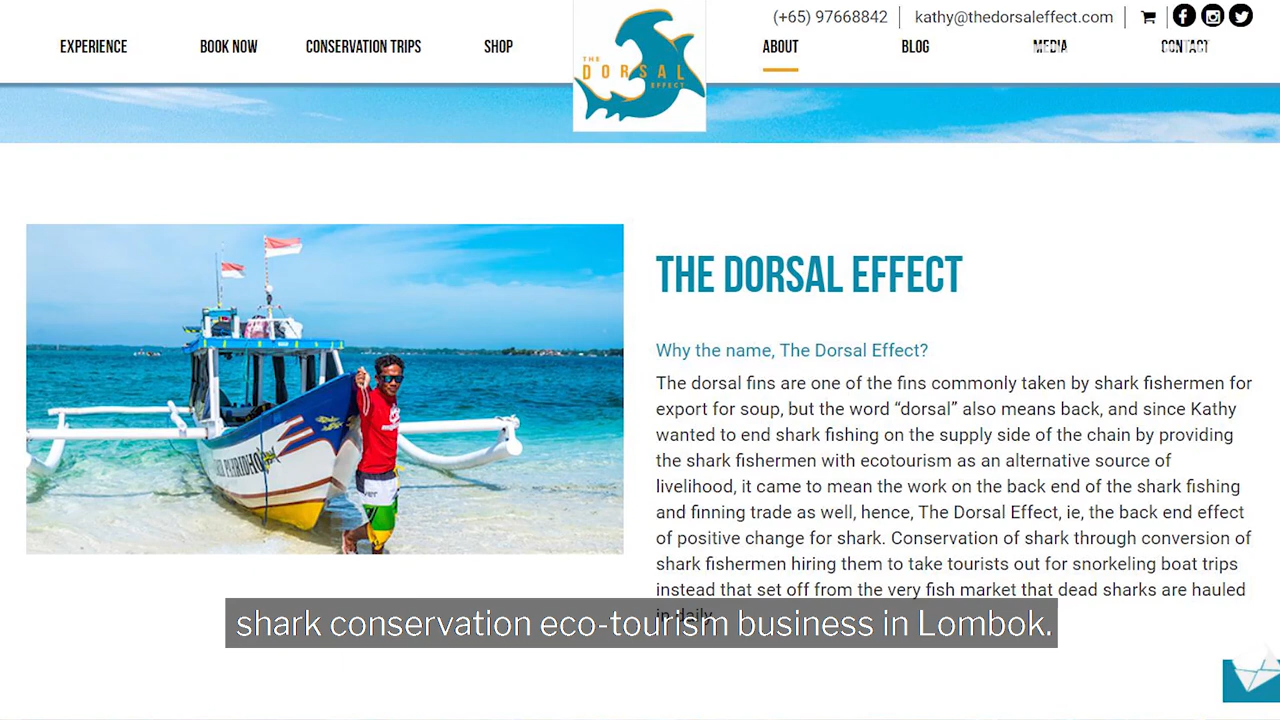 (+65) 97668842
kathy@thedorsaleffect.com
EXPERIENCE
BOOK NOW
CONSERVATION TRIPS
SHOP
THE
DORSAL
EFFECT
ABOUT
BLOG
MEDIA
CONTACT
THE DORSAL EFFECT
Why the name, The Dorsal Effect?
The dorsal fins are one of the fins commonly taken by shark fishermen for
export for soup, but the word “dorsal” also means back, and since Kathy
wanted to end shark fishing on the supply side of the chain by providing
the shark fishermen with ecotourism as an alternative source of
livelihood, it came to mean the work on the back end of the shark fishing
and finning trade as well, hence, The Dorsal Effect, ie, the back end effect
of positive change for shark. Conservation of shark through conversion of
shark fishermen hiring them to take tourists out for snorkeling boat trips
instead that set off from the very fish market that dead sharks are hauled
in daily.
shark conservation eco-tourism business in Lombok.